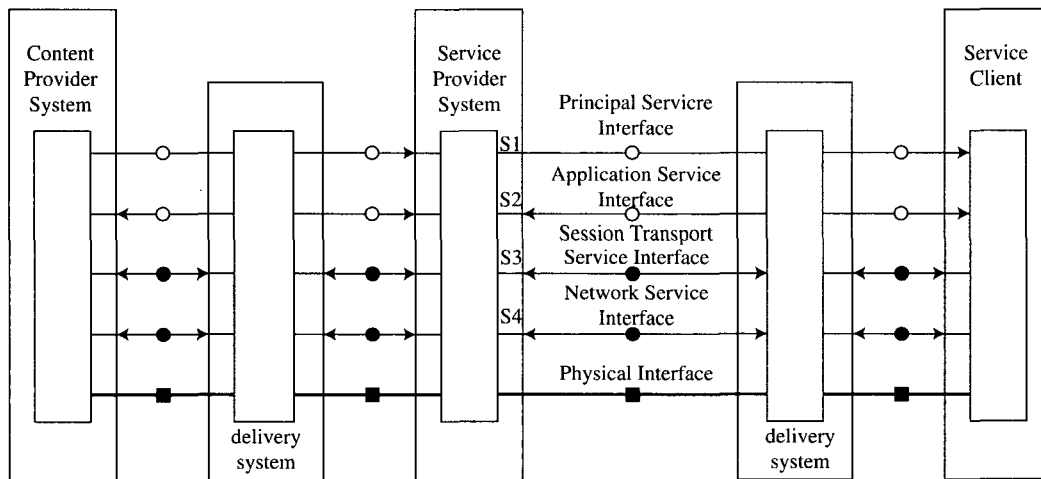 Content
Provider
System
Service
Provider
System
Service
Client
Principal Servicre
Interface
S1
Application Service
Interface
S2
Session Transport
Service Interface
S3
Network Service
Interface
S4
Physical Interface
delivery
system
delivery
system